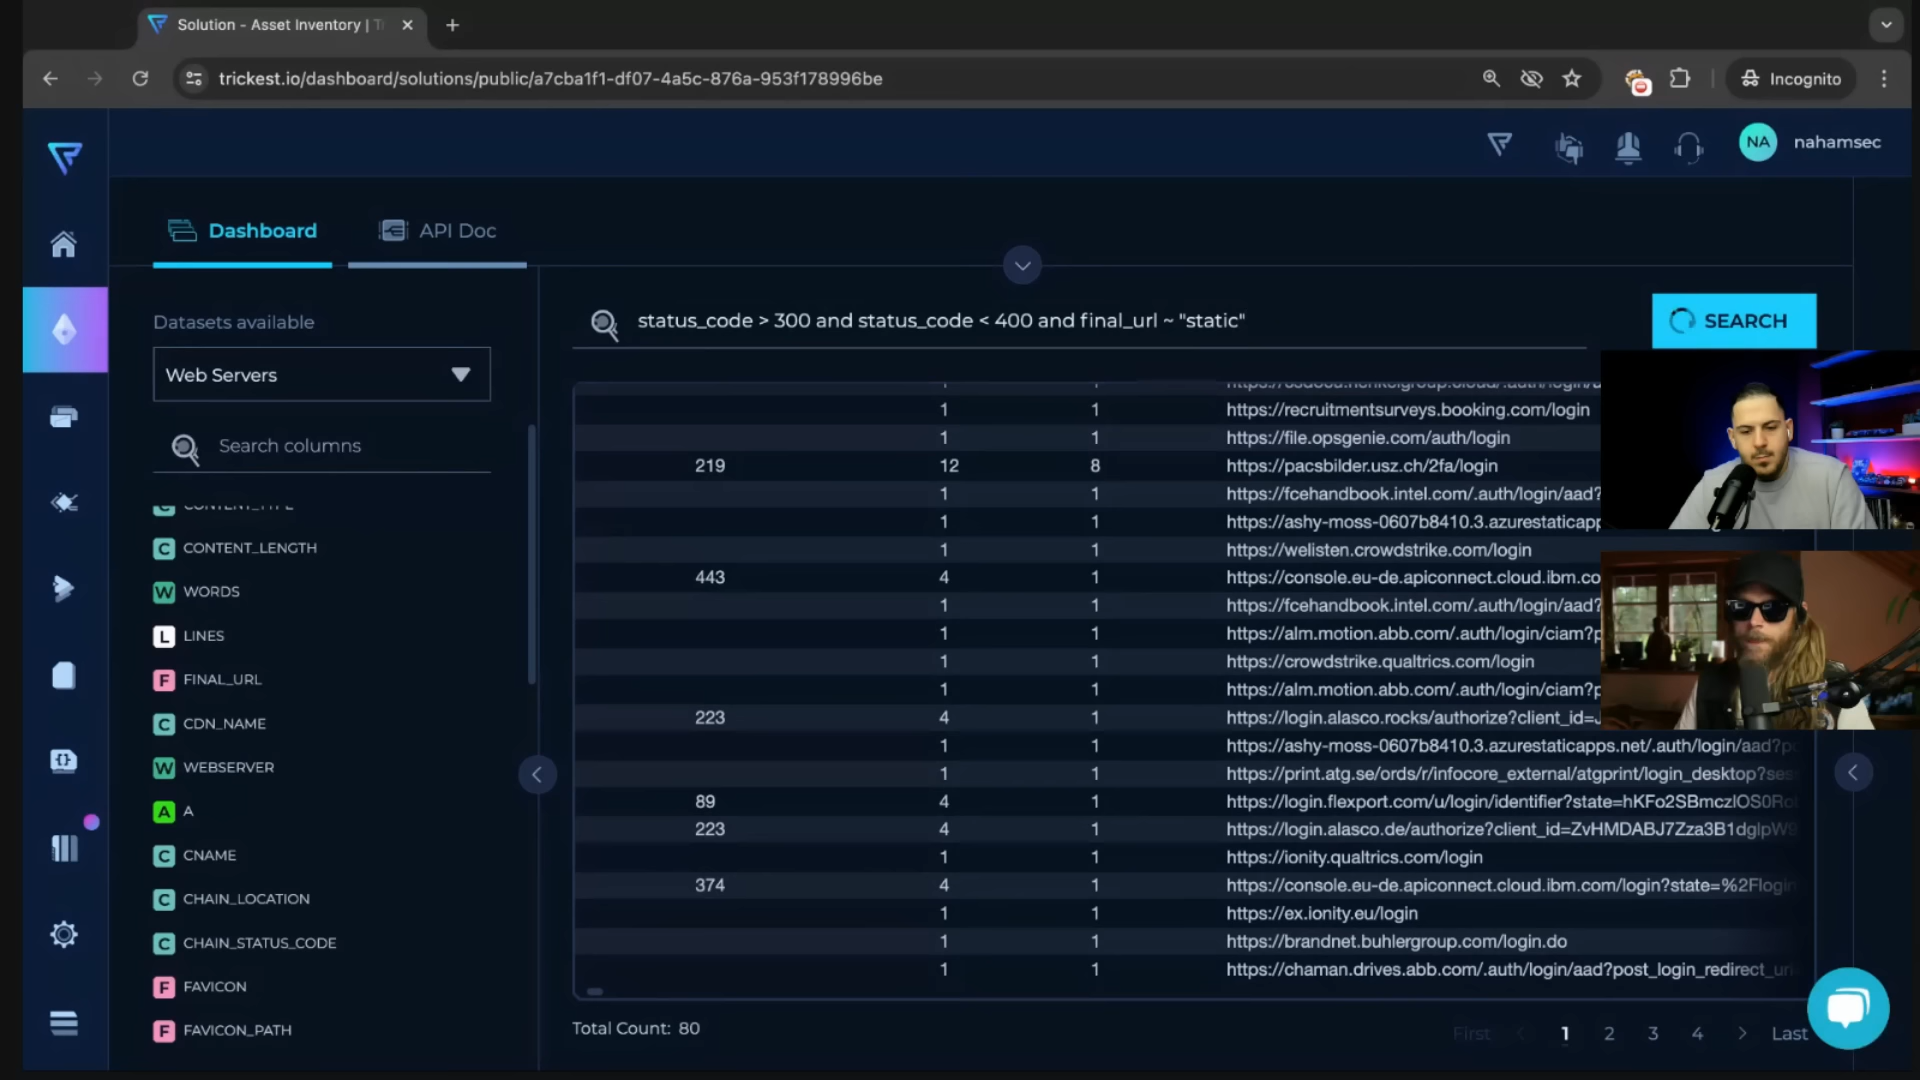 Solution - Asset Inventory | Tr
trickest.io/dashboard/solutions/public/a7cba1f1-df07-4a5c-876a-953f178996be
Incognito
NA
nahamsec
Dashboard
API Doc
Datasets available
Web Servers
Search columns
status_code > 300 and status_code < 400 and final_url ~ "static"
SEARCH
C CONTENT_TYPE
C CONTENT_LENGTH
W WORDS
L LINES
F FINAL_URL
C CDN_NAME
W WEBSERVER
A A
C CNAME
C CHAIN_LOCATION
C CHAIN_STATUS_CODE
F FAVICON
F FAVICON_PATH
1 1 https://recruitmentsurveys.booking.com/login
1 1 https://file.opsgenie.com/auth/login
219 12 8 https://pacsbilder.usz.ch/2fa/login
1 1 https://fcehandbook.intel.com/.auth/login/aad?
1 1 https://ashy-moss-0607b8410.3.azurestaticapps
1 1 https://welisten.crowdstrike.com/login
443 4 1 https://console.eu-de.apiconnect.cloud.ibm.co
1 1 https://fcehandbook.intel.com/.auth/login/aad?
1 1 https://alm.motion.abb.com/.auth/login/ciam?p
1 1 https://crowdstrike.qualtrics.com/login
1 1 https://alm.motion.abb.com/.auth/login/ciam?p
223 4 1 https://login.alasco.rocks/authorize?client_id=J
1 1 https://ashy-moss-0607b8410.3.azurestaticapps.net/.auth/login/aad?po
1 1 https://print.atg.se/ords/r/infocore_external/atgprint/login_desktop?ses
89 4 1 https://login.flexport.com/u/login/identifier?state=hKFo2SBmczlOS0Ro
223 4 1 https://login.alasco.de/authorize?client_id=ZvHMDABJ7Zza3B1dglpW9
1 1 https://ionity.qualtrics.com/login
374 4 1 https://console.eu-de.apiconnect.cloud.ibm.com/login?state=%2Flogin
1 1 https://ex.ionity.eu/login
1 1 https://brandnet.buhlergroup.com/login.do
1 1 https://chaman.drives.abb.com/.auth/login/aad?post_login_redirect_uri
Total Count: 80
First < 1 2 3 4 > Last